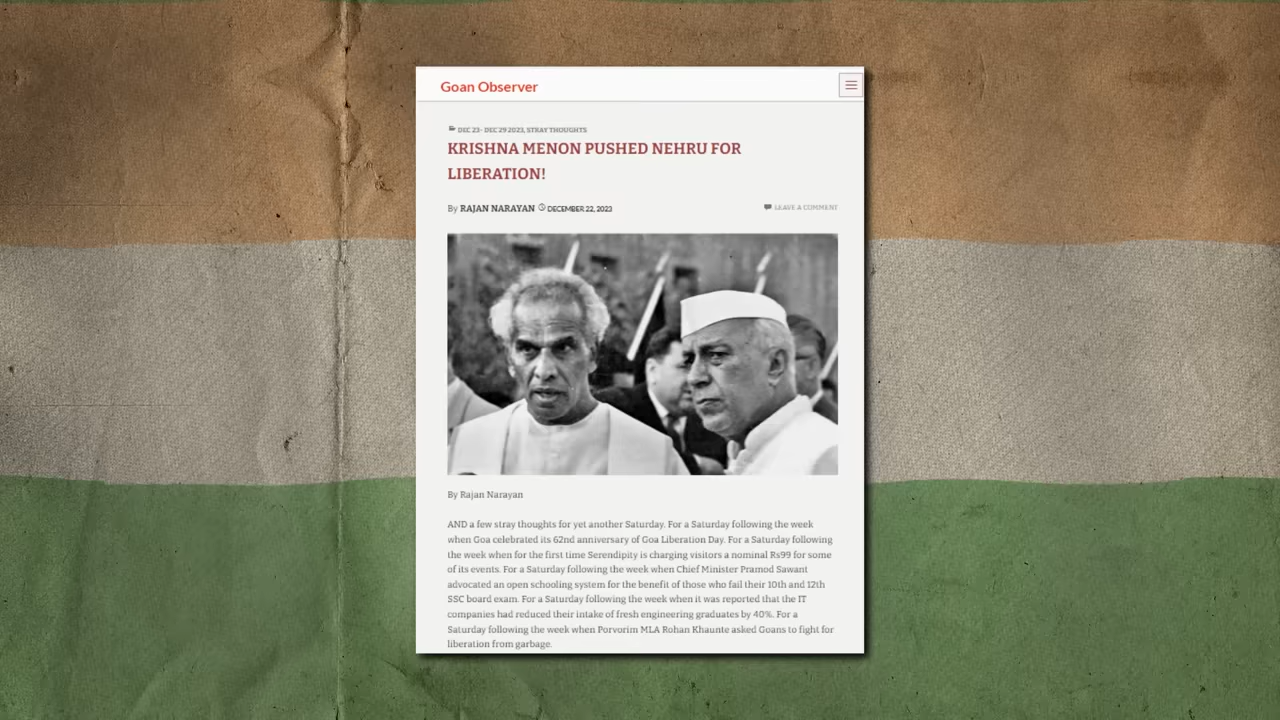 Goan Observer
DEC 23- DEC 29 2023, STRAY THOUGHTS
KRISHNA MENON PUSHED NEHRU FOR
LIBERATION!
By RAJAN NARAYAN DECEMBER 22, 2023
LEAVE A COMMENT
By Rajan Narayan
AND a few stray thoughts for yet another Saturday. For a Saturday following the week
when Goa celebrated its 62nd anniversary of Goa Liberation Day. For a Saturday following
the week when for the first time Serendipity is charging visitors a nominal Rs99 for some
of its events. For a Saturday following the week when Chief Minister Pramod Sawant
advocated an open schooling system for the benefit of those who fail their 10th and 12th
SSC board exam. For a Saturday following the week when it was reported that the IT
companies had reduced their intake of fresh engineering graduates by 40%. For a
Saturday following the week when Porvorim MLA Rohan Khaunte asked Goans to fight for
liberation from garbage.